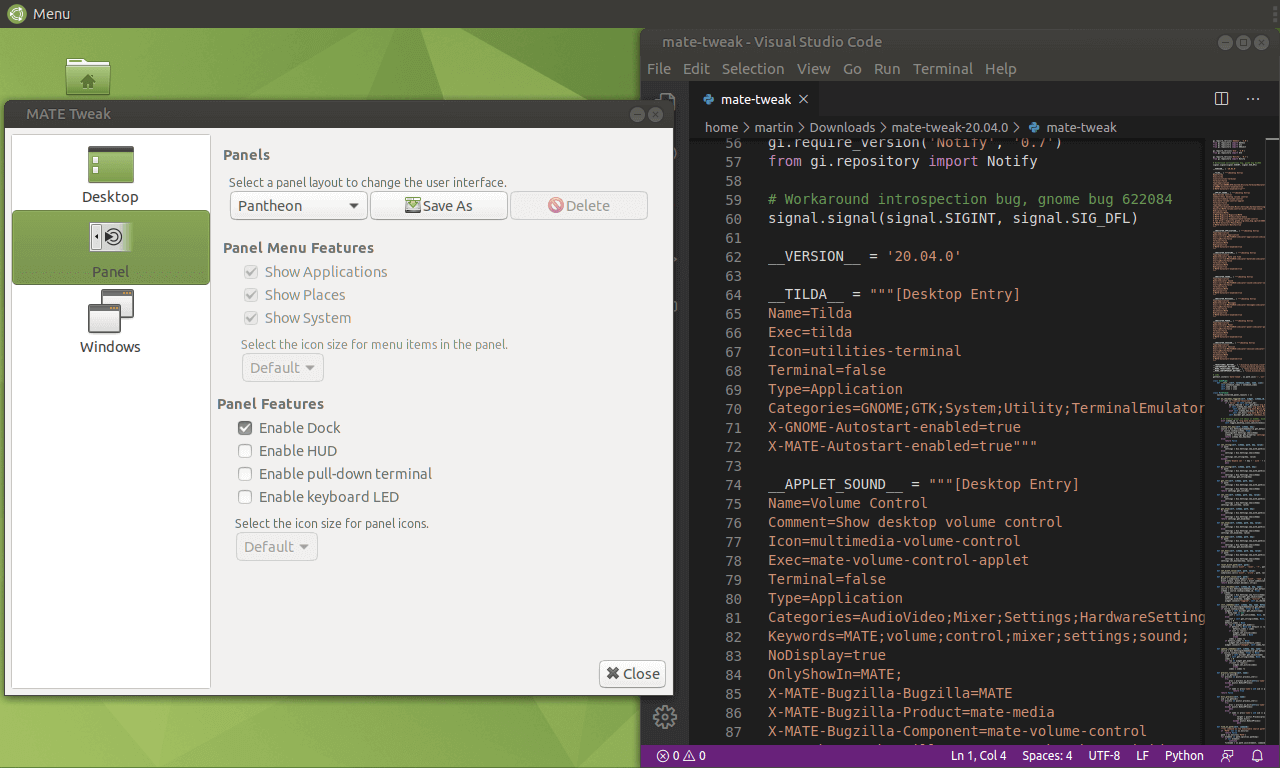 Menu
MATE Tweak
Desktop
Panel
Windows
Panels
Select a panel layout to change the user interface.
Pantheon
Save As
Delete
Panel Menu Features
Show Applications
Show Places
Show System
Select the icon size for menu items in the panel.
Default
Panel Features
Enable Dock
Enable HUD
Enable pull-down terminal
Enable keyboard LED
Select the icon size for panel icons.
Default
Close
mate-tweak - Visual Studio Code
File Edit Selection View Go Run Terminal Help
mate-tweak
home > martin > Downloads > mate-tweak-20.04.0 > mate-tweak
56 gi.require_version('Notify', '0.7')
57 from gi.repository import Notify
58
59 # Workaround introspection bug, gnome bug 622084
60 signal.signal(signal.SIGINT, signal.SIG_DFL)
61
62 __VERSION__ = '20.04.0'
63
64 __TILDA__ = """[Desktop Entry]
65 Name=Tilda
66 Exec=tilda
67 Icon=utilities-terminal
68 Terminal=false
69 Type=Application
70 Categories=GNOME;GTK;System;Utility;TerminalEmulator
71 X-GNOME-Autostart-enabled=true
72 X-MATE-Autostart-enabled=true"""
73
74 __APPLET_SOUND__ = """[Desktop Entry]
75 Name=Volume Control
76 Comment=Show desktop volume control
77 Icon=multimedia-volume-control
78 Exec=mate-volume-control-applet
79 Terminal=false
80 Type=Application
81 Categories=AudioVideo;Mixer;Settings;HardwareSetting
82 Keywords=MATE;volume;control;mixer;settings;sound;
83 NoDisplay=true
84 OnlyShowIn=MATE;
85 X-MATE-Bugzilla-Bugzilla=MATE
86 X-MATE-Bugzilla-Product=mate-media
87 X-MATE-Bugzilla-Component=mate-volume-control
0 0 Ln 1, Col 4 Spaces: 4 UTF-8 LF Python